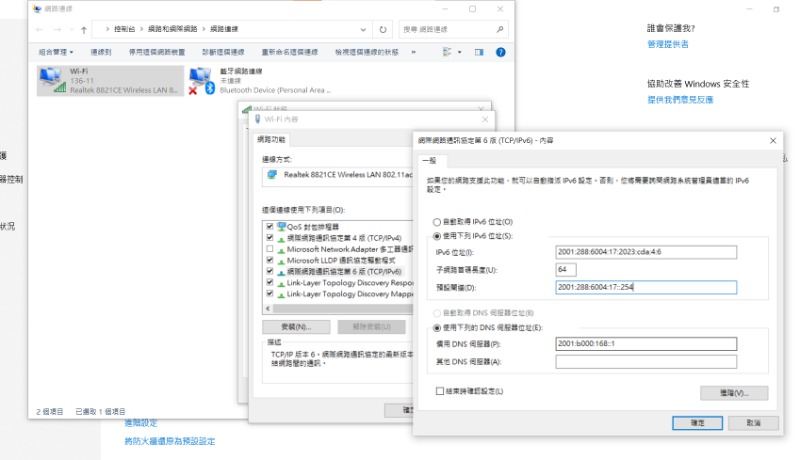 網路連線
控制台 › 網路和網際網路 › 網路連線
搜尋 網路連線
組合管理
連線到
停用這個網路裝置
診斷這個連線
重新命名這個連線
檢視這個連線的狀態
»
Wi-Fi
136-11
Realtek 8821CE Wireless LAN 8...
藍牙網路連線
未連線
Bluetooth Device (Personal Area ...
誰會保護我?
管理提供者
協助改善 Windows 安全性
提供我們意見反應
護
器控制
狀況
Wi-Fi 狀態
Wi-Fi 內容
網路功能
連線方式:
Realtek 8821CE Wireless LAN 802.11ac
這個連線使用下列項目(O):
QoS 封包排程器
網際網路通訊協定第 4 版 (TCP/IPv4)
Microsoft Network Adapter 多工器通訊
Microsoft LLDP 通訊協定驅動程式
網際網路通訊協定第 6 版 (TCP/IPv6)
Link-Layer Topology Discovery Respo
Link-Layer Topology Discovery Mappe
安裝(N)...
解除安裝(U)
描述
TCP/IP 版本 6。網際網路通訊協定的最新版本
結網路間的通訊。
網際網路通訊協定第 6 版 (TCP/IPv6) - 內容
一般
如果您的網路支援此功能，就可以自動指派 IPv6 設定。否則，您將需要詢問網路系統管理員適當的 IPv6
設定。
自動取得 IPv6 位址(O)
使用下列 IPv6 位址(S):
IPv6 位址(I):
2001:288:6004:17:2023:cda:4:6
子網路首碼長度(U):
64
預設閘道(D):
2001:288:6004:17::254
自動取得 DNS 伺服器位址(B)
使用下列的 DNS 伺服器位址(E):
慣用 DNS 伺服器(P):
2001:b000:168::1
其他 DNS 伺服器(A):
結束時確認設定(L)
進階(V)...
確定
取消
2 個項目
已選取 1 個項目
進階設定
將防火牆還原為預設設定